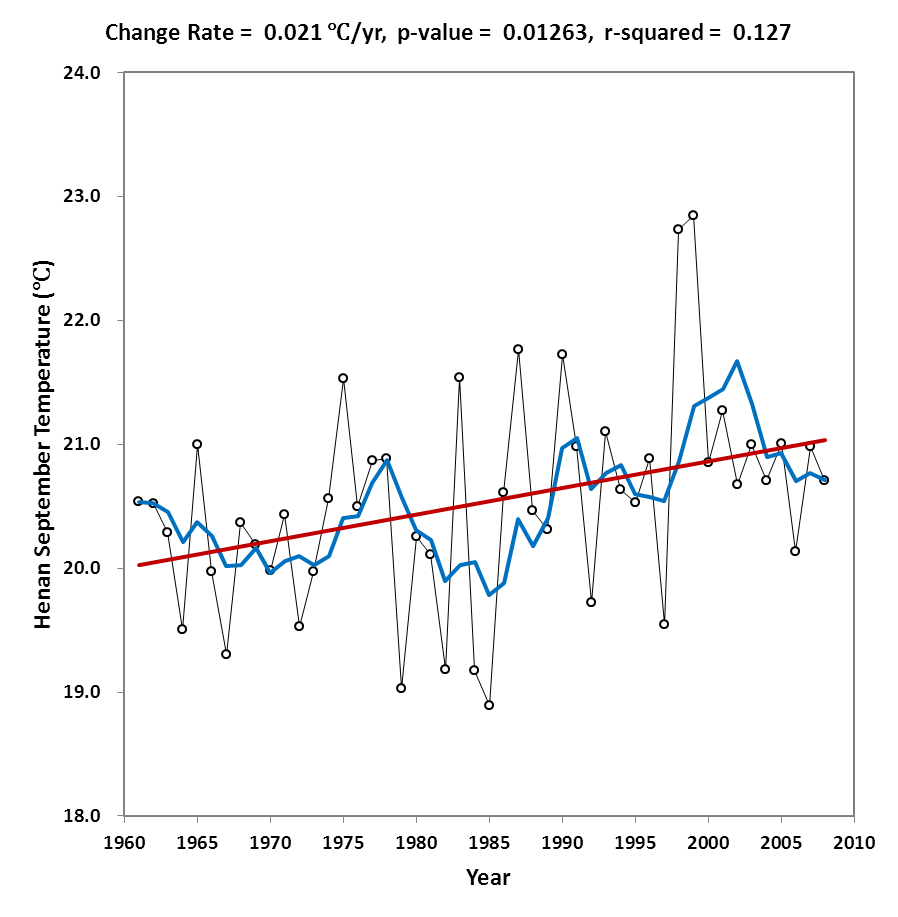 Change Rate = 0.021 ℃/yr, p-value = 0.01263, r-squared = 0.127
24.0
23.0
22.0
21.0
20.0
19.0
18.0
Henan September Temperature (℃)
1960 1965 1970 1975 1980 1985 1990 1995 2000 2005 2010
Year